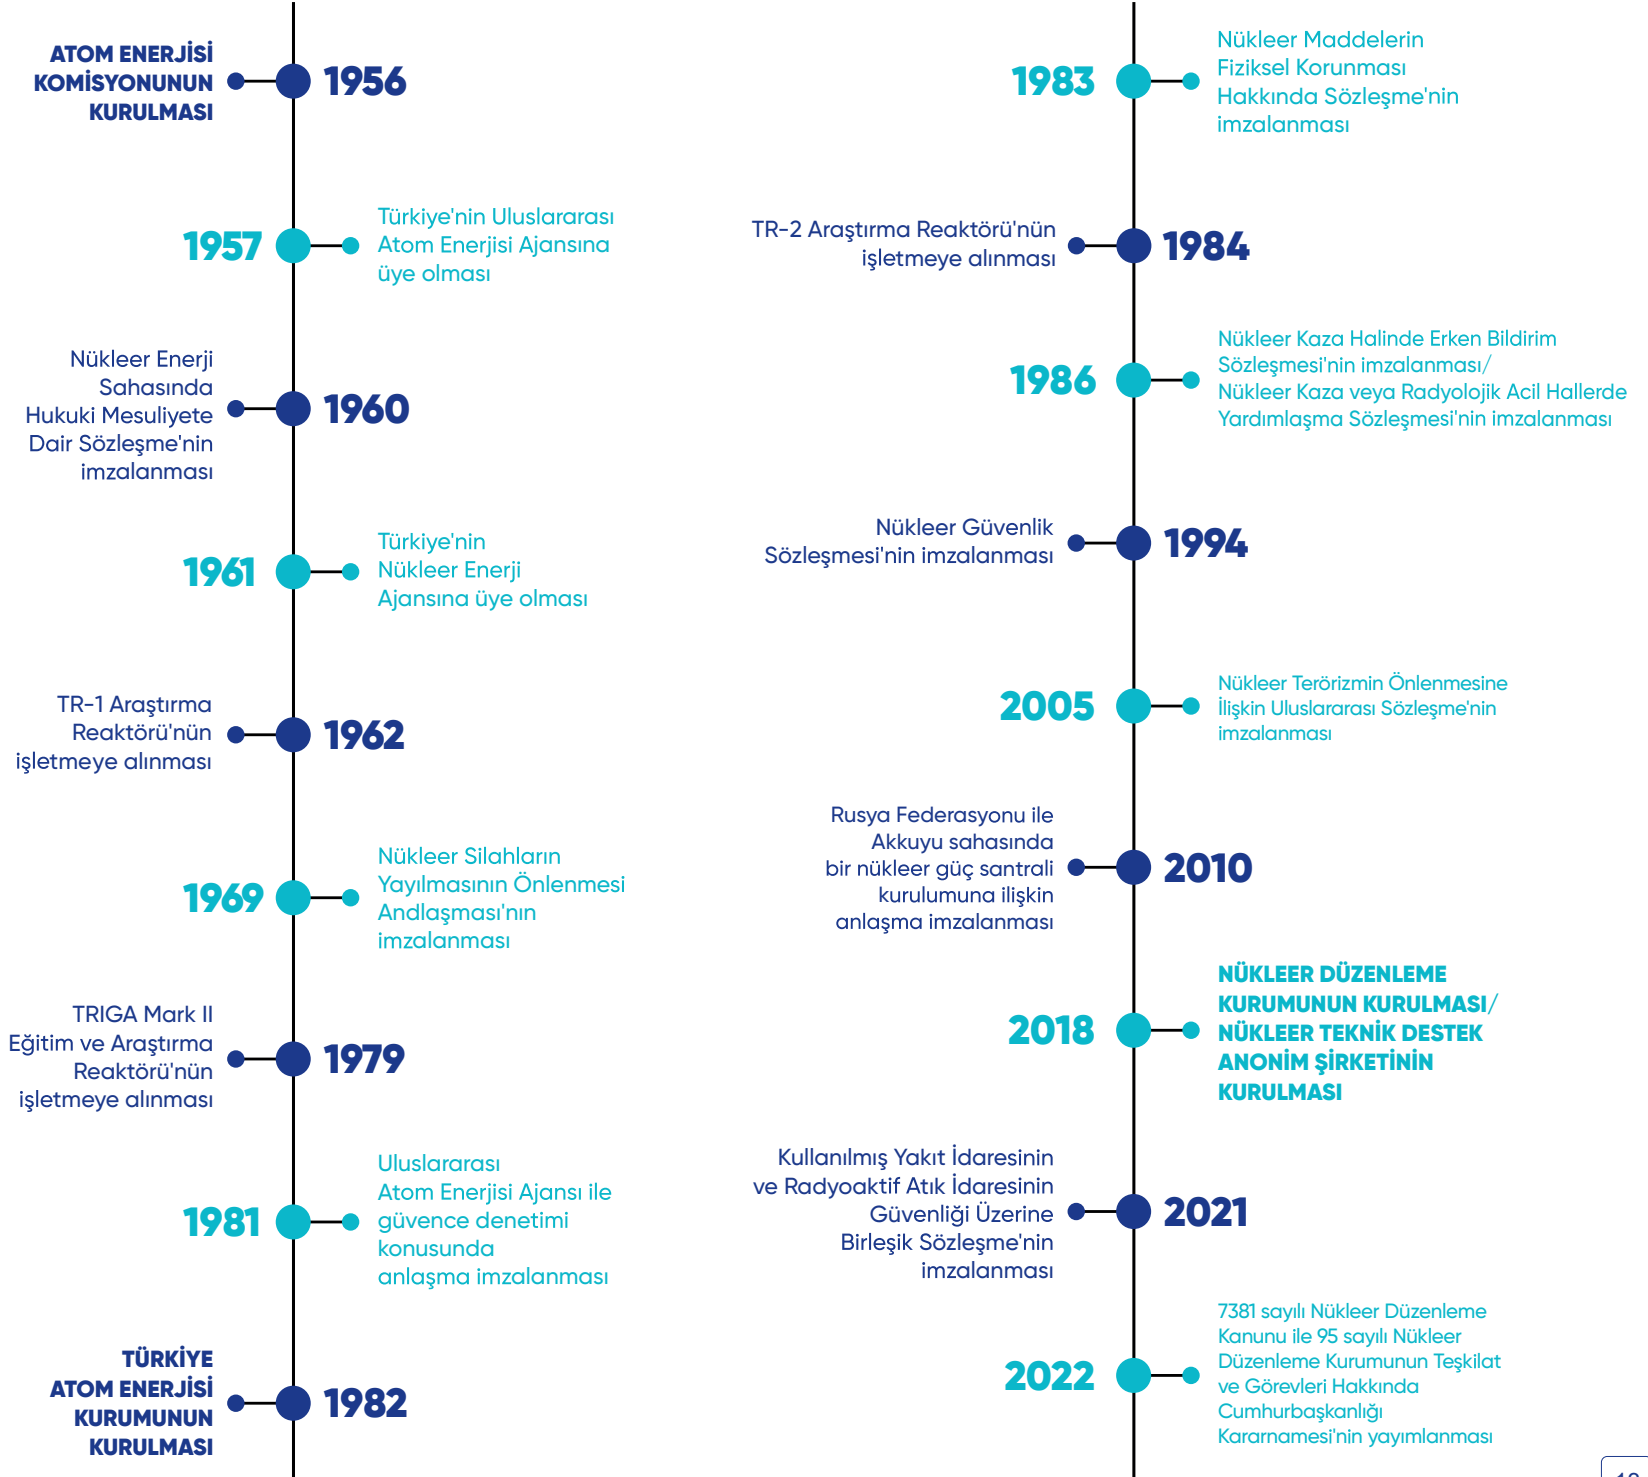 ATOM ENERJİSİ
KOMİSYONUNUN
KURULMASI
1956
1957
Türkiye'nin Uluslararası
Atom Enerjisi Ajansına
üye olması
Nükleer Enerji
Sahasında
Hukuki Mesuliyete
Dair Sözleşme'nin
imzalanması
1960
1961
Türkiye'nin
Nükleer Enerji
Ajansına üye olması
TR-1 Araştırma
Reaktörü'nün
işletmeye alınması
1962
1969
Nükleer Silahların
Yayılmasının Önlenmesi
Andlaşması'nın
imzalanması
TRIGA Mark II
Eğitim ve Araştırma
Reaktörü'nün
işletmeye alınması
1979
1981
Uluslararası
Atom Enerjisi Ajansı ile
güvence denetimi
konusunda
anlaşma imzalanması
TÜRKİYE
ATOM ENERJİSİ
KURUMUNUN
KURULMASI
1982
1983
Nükleer Maddelerin
Fiziksel Korunması
Hakkında Sözleşme'nin
imzalanması
TR-2 Araştırma Reaktörü'nün
işletmeye alınması
1984
1986
Nükleer Kaza Halinde Erken Bildirim
Sözleşmesi'nin imzalanması/
Nükleer Kaza veya Radyolojik Acil Hallerde
Yardımlaşma Sözleşmesi'nin imzalanması
Nükleer Güvenlik
Sözleşmesi'nin imzalanması
1994
2005
Nükleer Terörizmin Önlenmesine
İlişkin Uluslararası Sözleşme'nin
imzalanması
Rusya Federasyonu ile
Akkuyu sahasında
bir nükleer güç santrali
kurulumuna ilişkin
anlaşma imzalanması
2010
2018
NÜKLEER DÜZENLEME
KURUMUNUN KURULMASI/
NÜKLEER TEKNİK DESTEK
ANONİM ŞİRKETİNİN
KURULMASI
Kullanılmış Yakıt İdaresinin
ve Radyoaktif Atık İdaresinin
Güvenliği Üzerine
Birleşik Sözleşme'nin
imzalanması
2021
2022
7381 sayılı Nükleer Düzenleme
Kanunu ile 95 sayılı Nükleer
Düzenleme Kurumunun Teşkilat
ve Görevleri Hakkında
Cumhurbaşkanlığı
Kararnamesi'nin yayımlanması